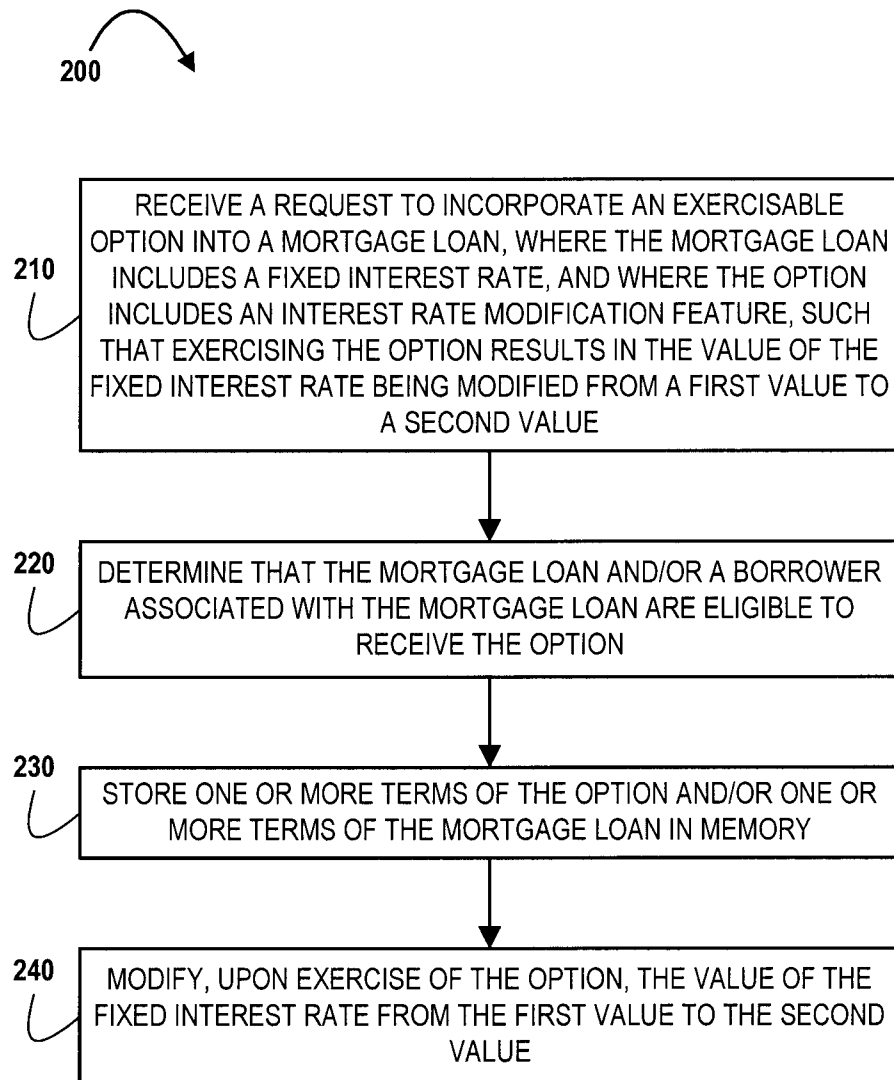 200
RECEIVE A REQUEST TO INCORPORATE AN EXERCISABLE
OPTION INTO A MORTGAGE LOAN, WHERE THE MORTGAGE LOAN
210
INCLUDES A FIXED INTEREST RATE, AND WHERE THE OPTION
INCLUDES AN INTEREST RATE MODIFICATION FEATURE, SUCH
THAT EXERCISING THE OPTION RESULTS IN THE VALUE OF THE
FIXED INTEREST RATE BEING MODIFIED FROM A FIRST VALUE TO
A SECOND VALUE
220
DETERMINE THAT THE MORTGAGE LOAN AND/OR A BORROWER
ASSOCIATED WITH THE MORTGAGE LOAN ARE ELIGIBLE TO
RECEIVE THE OPTION
230
STORE ONE OR MORE TERMS OF THE OPTION AND/OR ONE OR
MORE TERMS OF THE MORTGAGE LOAN IN MEMORY
240
MODIFY, UPON EXERCISE OF THE OPTION, THE VALUE OF THE
FIXED INTEREST RATE FROM THE FIRST VALUE TO THE SECOND
VALUE